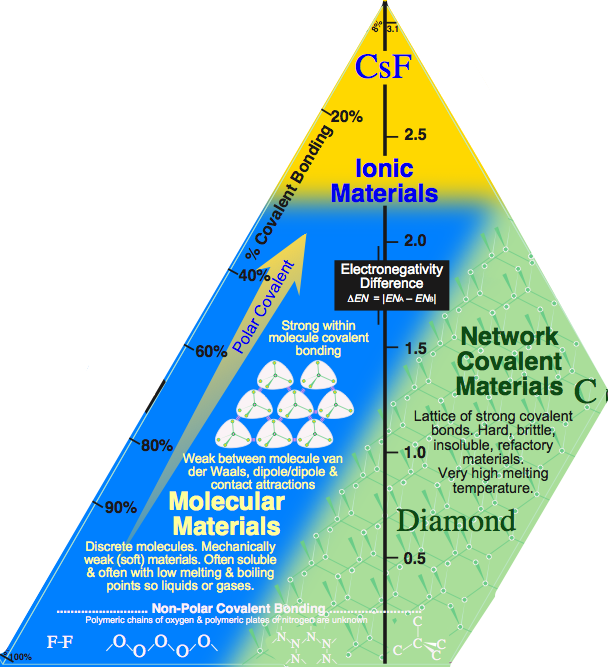 8%
3.1
CsF
20%
2.5
Ionic
Materials
% Covalent Bonding
2.0
40%
Polar Covalent
Electronegativity
Difference
ΔEN = |ENA – ENB|
Strong within
molecule covalent
bonding
1.5
60%
Network
Covalent
Materials
C
Lattice of strong covalent
bonds. Hard, brittle,
insoluble, refactory
materials.
Very high melting
temperature.
80%
1.0
Weak between molecule van
der Waals, dipole/dipole &
contact attractions
90%
Molecular
Materials
Diamond
Discrete molecules. Mechanically
weak (soft) materials. Often soluble
& often with low melting & boiling
points so liquids or gases.
0.5
Non-Polar Covalent Bonding
Polymeric chains of oxygen & polymeric plates of nitrogen are unknown
F-F
O O O O O
N N N N
N N N
C
C C
C C
100%